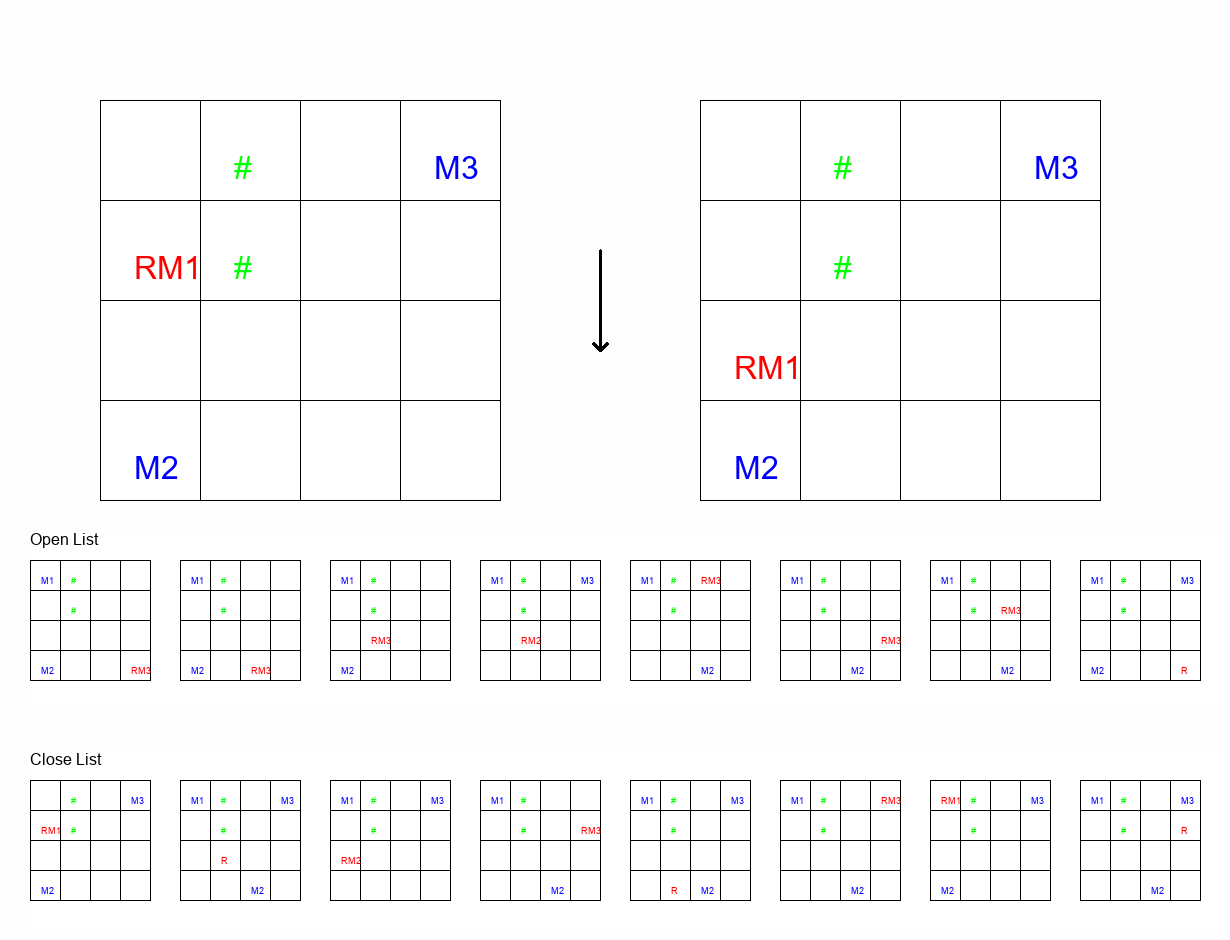 # M3 # M3
RM1 # #
RM1
M2 M2
Open List
M1 # M1 # M1 # M1 # M3 M1 # RM3 M1 # M1 # M1 # M3
# # # # # # # RM3 #
RM3 RM2 RM3
M2 RM3 M2 RM3 M2 M2 M2 M2 M2 R
Close List
# M3 M1 # M3 M1 # M3 M1 # M1 # M3 M1 # RM3 RM1 # M3 M1 # M3
RM1 # # # # RM3 # # # # R
R RM2
M2 M2 M2 R M2 M2 M2 M2